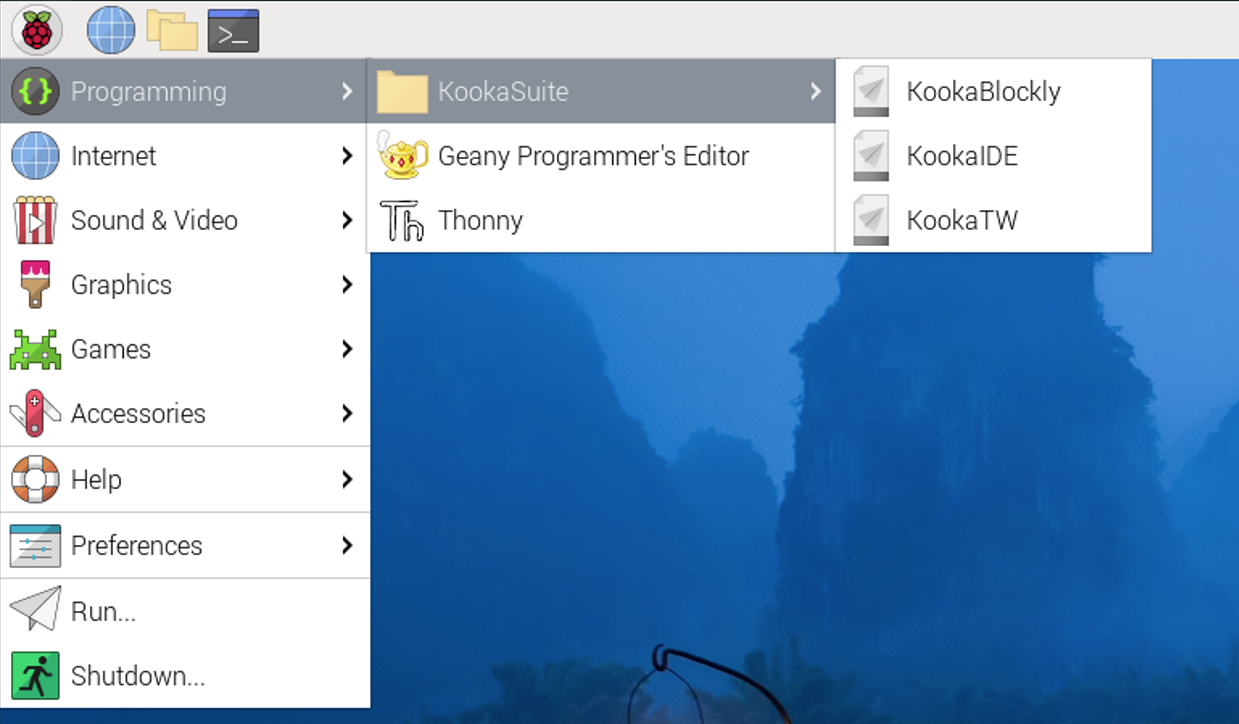 >_
Programming
Internet
Sound & Video
Graphics
Games
Accessories
Help
Preferences
Run...
Shutdown...
KookaSuite
Geany Programmer's Editor
Th Thonny
KookaBlockly
KookaIDE
KookaTW